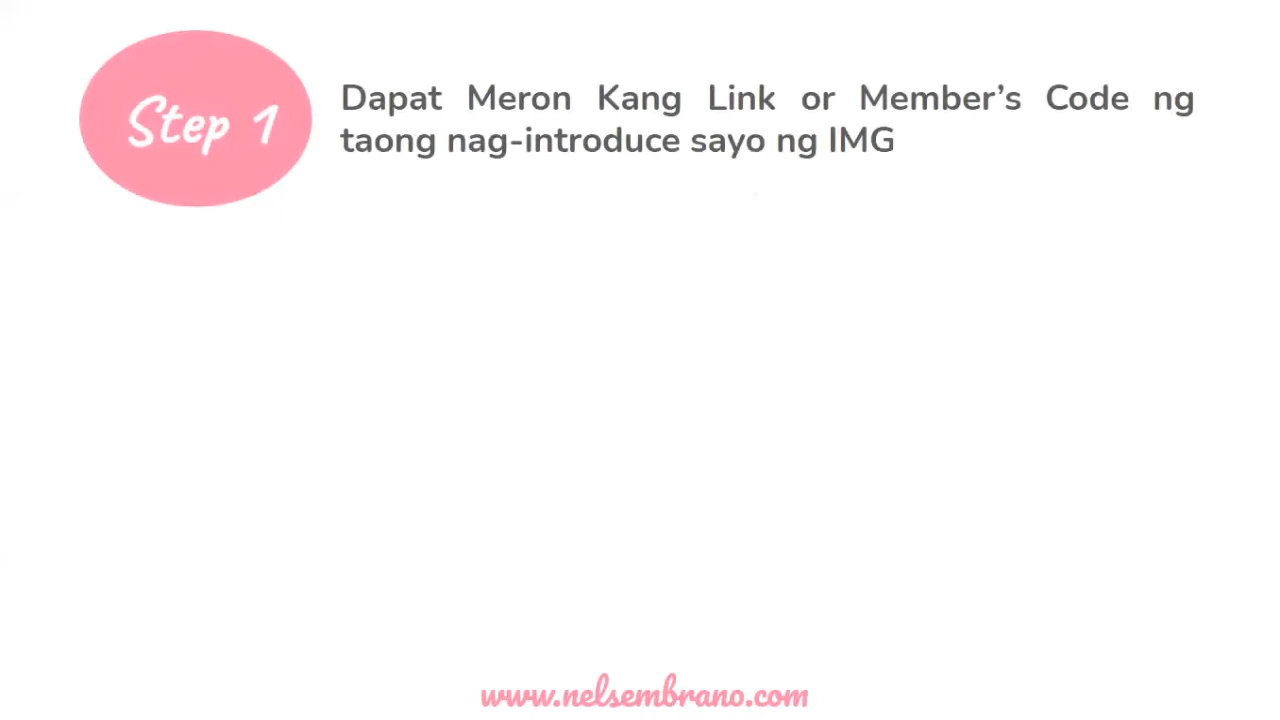 Step 1
Dapat Meron Kang Link or Member’s Code ng
taong nag-introduce sayo ng IMG
www.nelsembrano.com